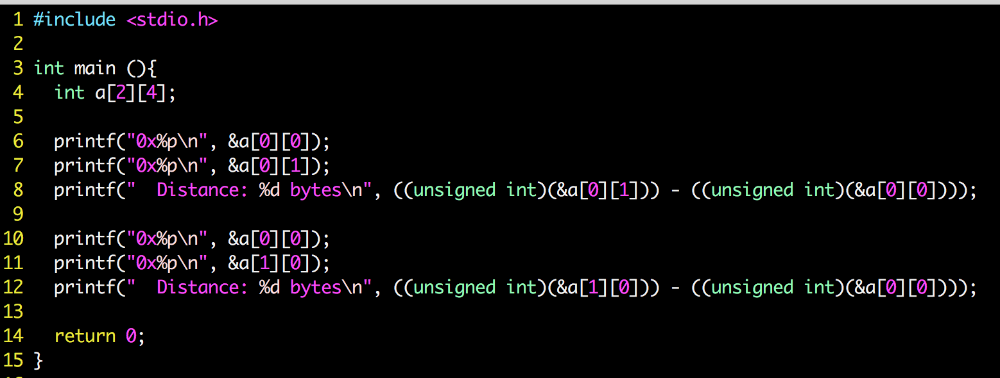 1 #include <stdio.h>
2
3 int main (){
4   int a[2][4];
5
6   printf("0x%p\n", &a[0][0]);
7   printf("0x%p\n", &a[0][1]);
8   printf("  Distance: %d bytes\n", ((unsigned int)(&a[0][1])) - ((unsigned int)(&a[0][0])));
9
10   printf("0x%p\n", &a[0][0]);
11   printf("0x%p\n", &a[1][0]);
12   printf("  Distance: %d bytes\n", ((unsigned int)(&a[1][0])) - ((unsigned int)(&a[0][0])));
13
14   return 0;
15 }